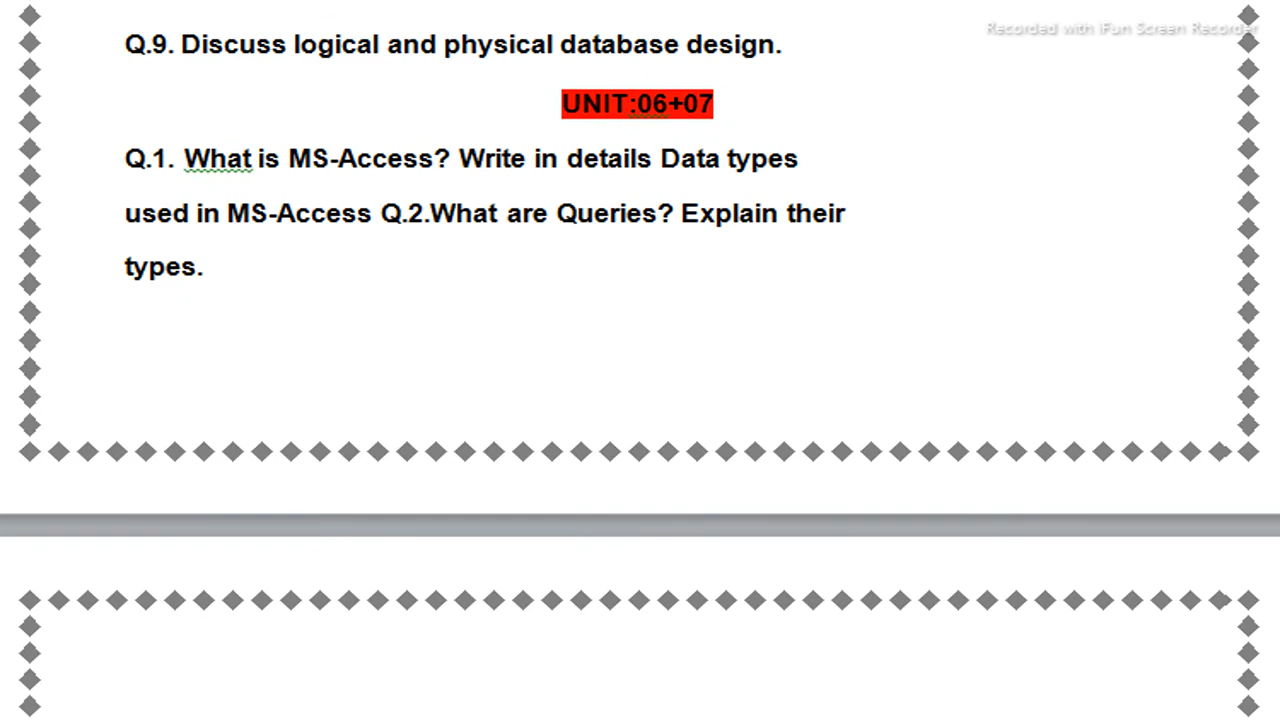 Recorded with iFun Screen Recorder
Q.9. Discuss logical and physical database design.
UNIT:06+07
Q.1. What is MS-Access? Write in details Data types
used in MS-Access Q.2.What are Queries? Explain their
types.